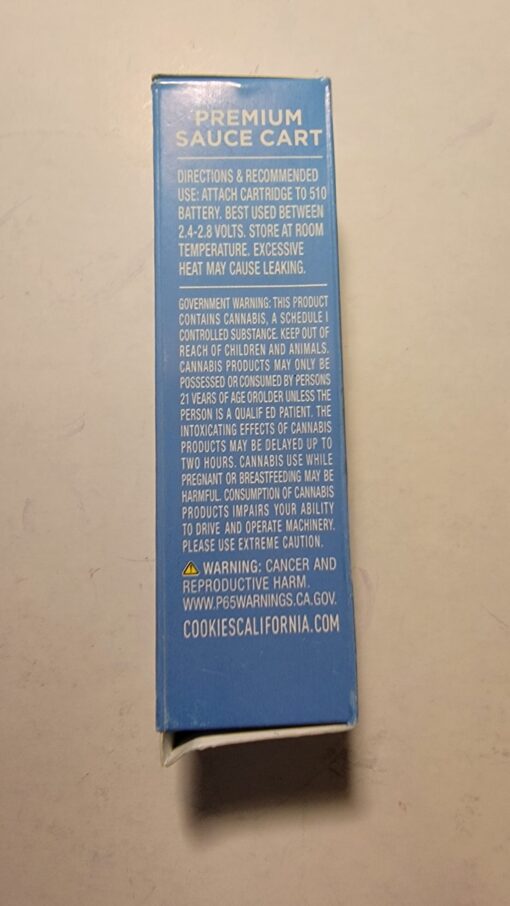 PREMIUM
SAUCE CART
DIRECTIONS & RECOMMENDED
USE: ATTACH CARTRIDGE TO 510
BATTERY. BEST USED BETWEEN
2.4-2.8 VOLTS. STORE AT ROOM
TEMPERATURE. EXCESSIVE
HEAT MAY CAUSE LEAKING.
GOVERNMENT WARNING: THIS PRODUCT
CONTAINS CANNABIS, A SCHEDULE I
CONTROLLED SUBSTANCE. KEEP OUT OF
REACH OF CHILDREN AND ANIMALS.
CANNABIS PRODUCTS MAY ONLY BE
POSSESSED OR CONSUMED BY PERSONS
21 YEARS OF AGE OROLDER UNLESS THE
PERSON IS A QUALIF ED PATIENT. THE
INTOXICATING EFFECTS OF CANNABIS
PRODUCTS MAY BE DELAYED UP TO
TWO HOURS. CANNABIS USE WHILE
PREGNANT OR BREASTFEEDING MAY BE
HARMFUL. CONSUMPTION OF CANNABIS
PRODUCTS IMPAIRS YOUR ABILITY
TO DRIVE AND OPERATE MACHINERY.
PLEASE USE EXTREME CAUTION.
WARNING: CANCER AND
REPRODUCTIVE HARM.
WWW.P65WARNINGS.CA.GOV.
COOKIESCALIFORNIA.COM